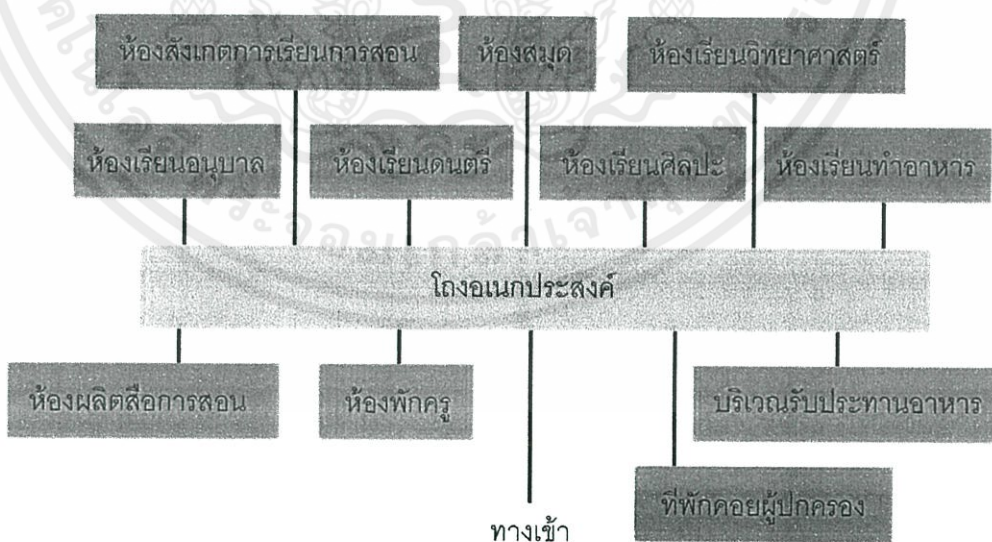 ห้องสังเกตการเรียนการสอน
ห้องสมุด
ห้องเรียนวิทยาศาสตร์
ห้องเรียนอนุบาล
ห้องเรียนดนตรี
ห้องเรียนศิลปะ
ห้องเรียนทำอาหาร
โถงอเนกประสงค์
ห้องผลิตสื่อการสอน
ห้องพักครู
บริเวณรับประทานอาหาร
ที่พักคอยผู้ปกครอง
ทางเข้า